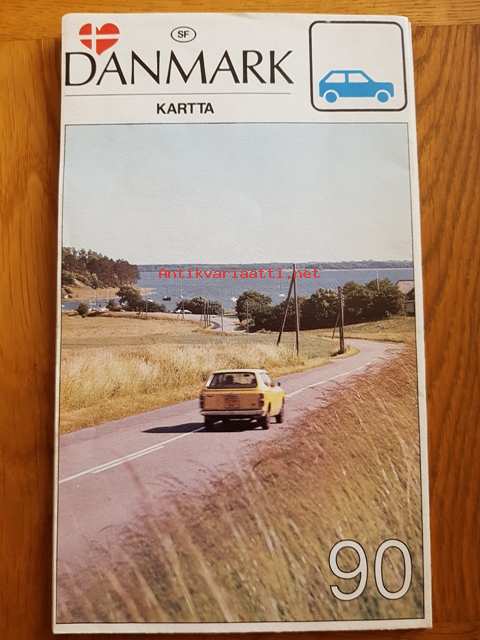 SF
DANMARK
KARTTA
Antikvariaatti.net
90